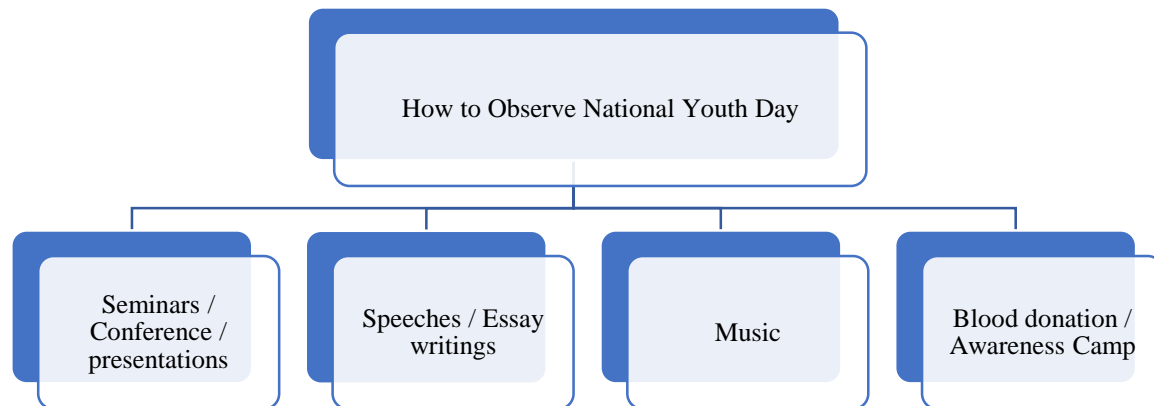 How to Observe National Youth Day
Seminars /
Conference /
presentations
Speeches / Essay
writings
Music
Blood donation /
Awareness Camp